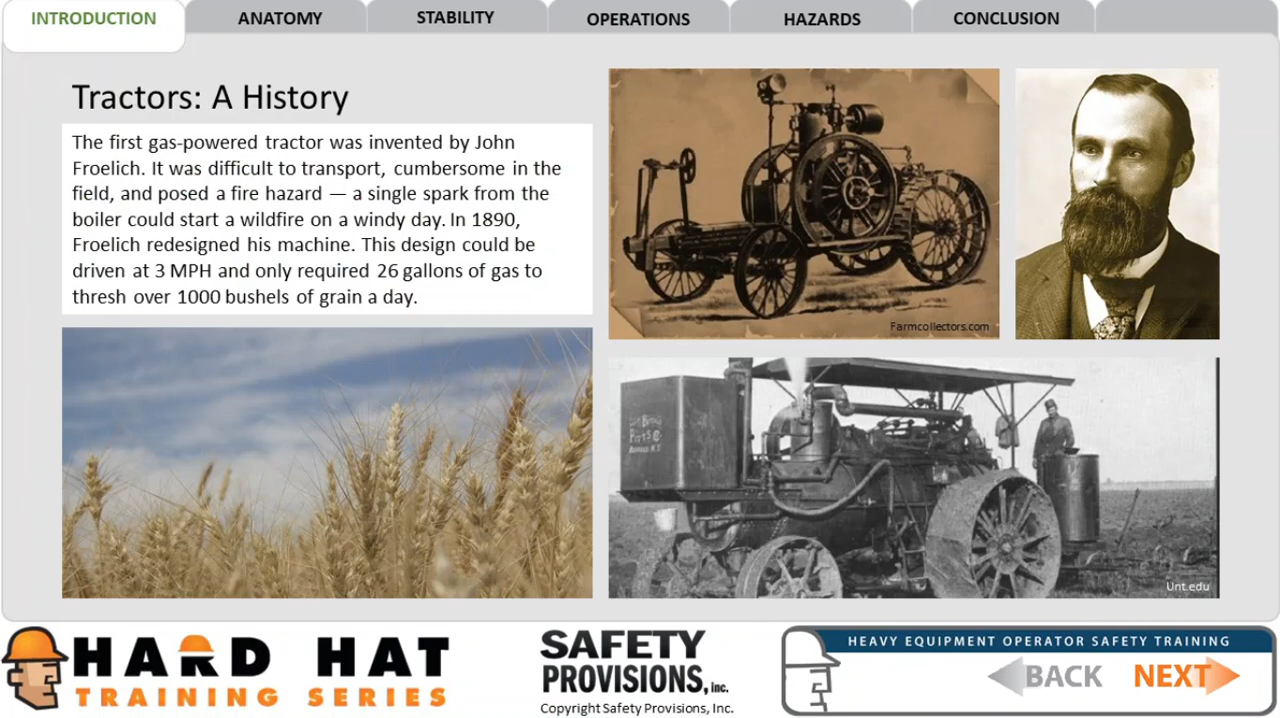 INTRODUCTION
ANATOMY
STABILITY
OPERATIONS
HAZARDS
CONCLUSION
Tractors: A History
The first gas-powered tractor was invented by John
Froelich. It was difficult to transport, cumbersome in the
field, and posed a fire hazard — a single spark from the
boiler could start a wildfire on a windy day. In 1890,
Froelich redesigned his machine. This design could be
driven at 3 MPH and only required 26 gallons of gas to
thresh over 1000 bushels of grain a day.
Farmcollectors.com
Unt.edu
HARD HAT
TRAINING SERIES
SAFETY
PROVISIONS, Inc.
Copyright Safety Provisions, Inc.
HEAVY EQUIPMENT OPERATOR SAFETY TRAINING
BACK
NEXT